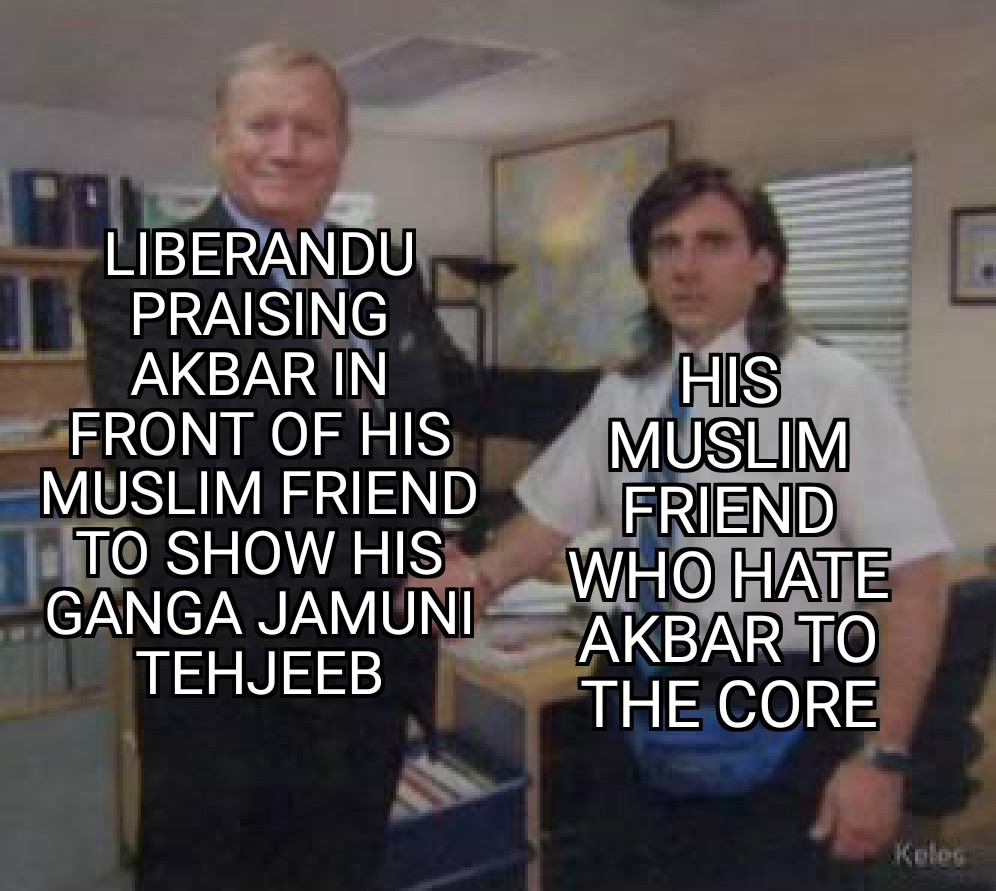 LIBERANDU
PRAISING
AKBAR IN
FRONT OF HIS
MUSLIM FRIEND
TO SHOW HIS
GANGA JAMUNI
TEHJEEB
HIS
MUSLIM
FRIEND
WHO HATE
AKBAR TO
THE CORE